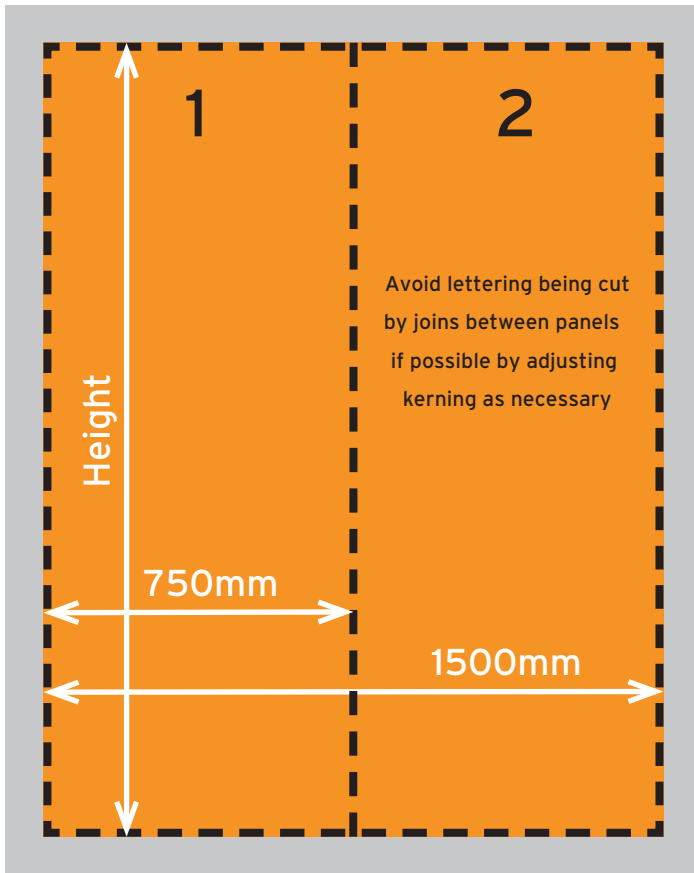 1
2
Avoid lettering being cut
by joins between panels
if possible by adjusting
kerning as necessary
Height
750mm
1500mm